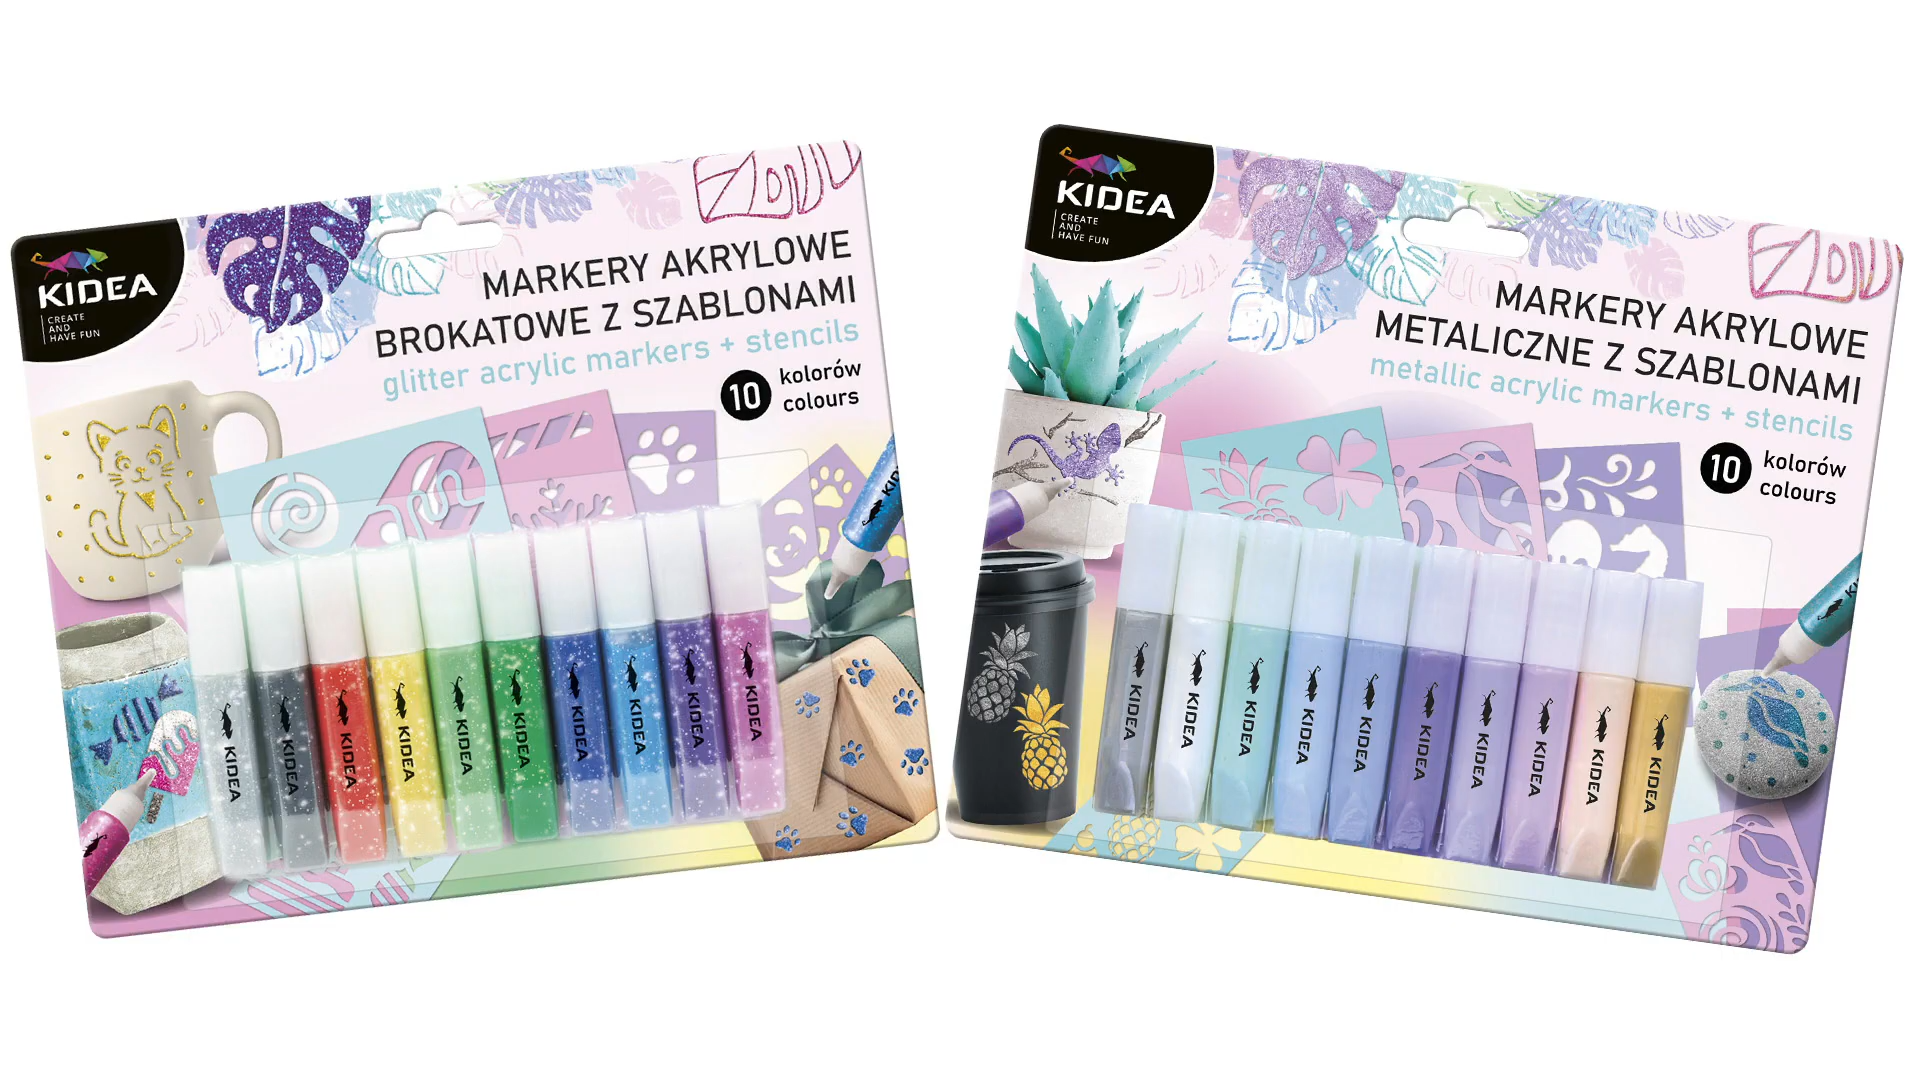 KIDEA
CREATE
AND
HAVE FUN
MARKERY AKRYLOWE
BROKATOWE Z SZABLONAMI
glitter acrylic markers + stencils
10 kolorów
colours
KIDEA
KIDEA
KIDEA
KIDEA
KIDEA
KIDEA
KIDEA
KIDEA
KIDEA
KIDEA
KIDEA
CREATE
AND
HAVE FUN
MARKERY AKRYLOWE
METALICZNE Z SZABLONAMI
metallic acrylic markers + stencils
10 kolorów
colours
KIDEA
KIDEA
KIDEA
KIDEA
KIDEA
KIDEA
KIDEA
KIDEA
KIDEA
KIDEA